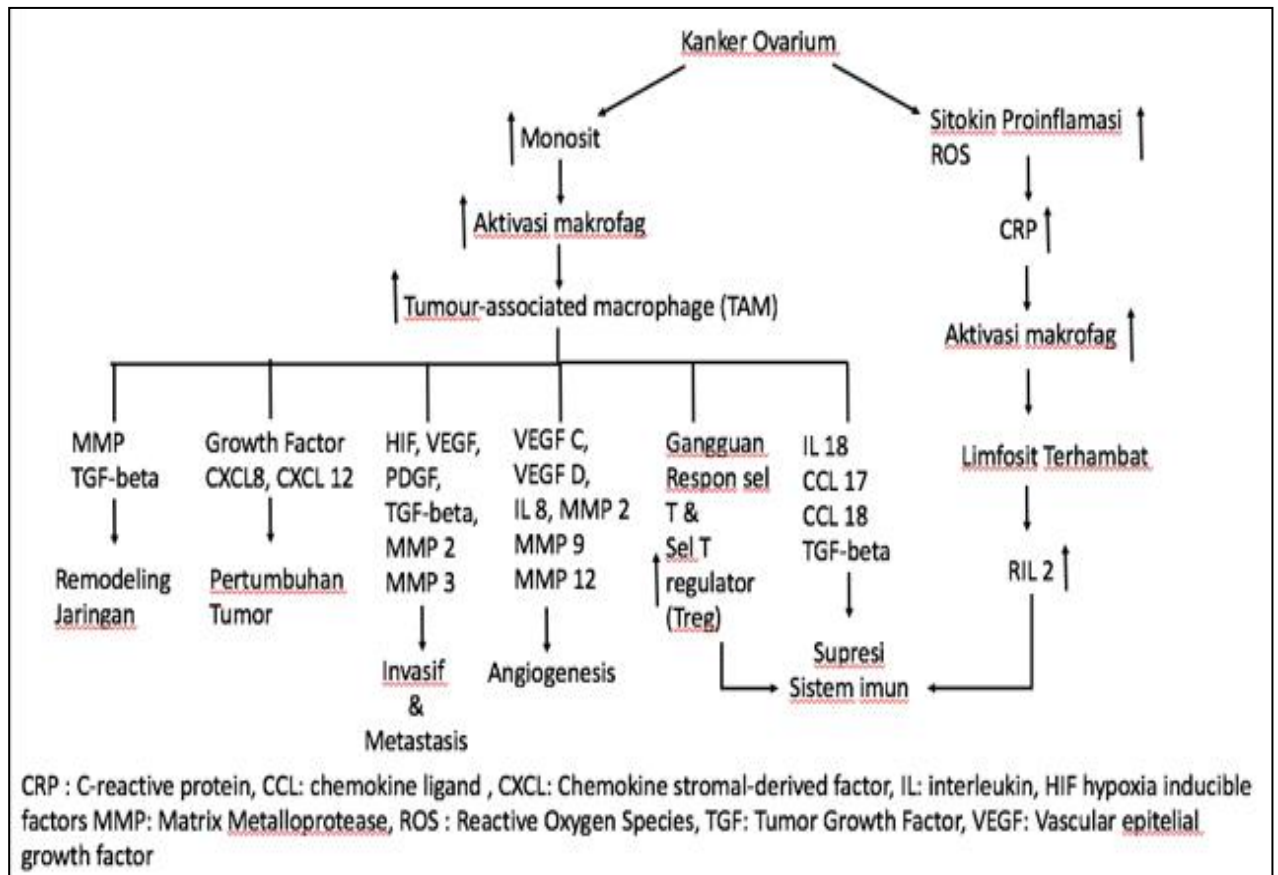 Kanker Ovarium
Monosit
Aktivasi makrofag
Tumour-associated macrophage (TAM)
MMP
TGF-beta
Remodeling
Jaringan
Growth Factor
CXCL8, CXCL 12
Pertumbuhan
Tumor
HIF, VEGF,
PDGF,
TGF-beta,
MMP 2
MMP 3
Invasif
&
Metastasis
VEGF C,
VEGF D,
IL 8, MMP 2
MMP 9
MMP 12
Angiogenesis
Gangguan
Respon sel
T &
Sel T
regulator
(Treg)
IL 18
CCL 17
CCL 18
TGF-beta
Supresi
Sistem imun
Sitokin Proinflamasi
ROS
CRP
Aktivasi makrofag
Limfosit Terhambat
RIL 2
CRP : C-reactive protein, CCL: chemokine ligand , CXCL: Chemokine stromal-derived factor, IL: interleukin, HIF hypoxia inducible
factors MMP: Matrix Metalloprotease, ROS : Reactive Oxygen Species, TGF: Tumor Growth Factor, VEGF: Vascular epitelial
growth factor